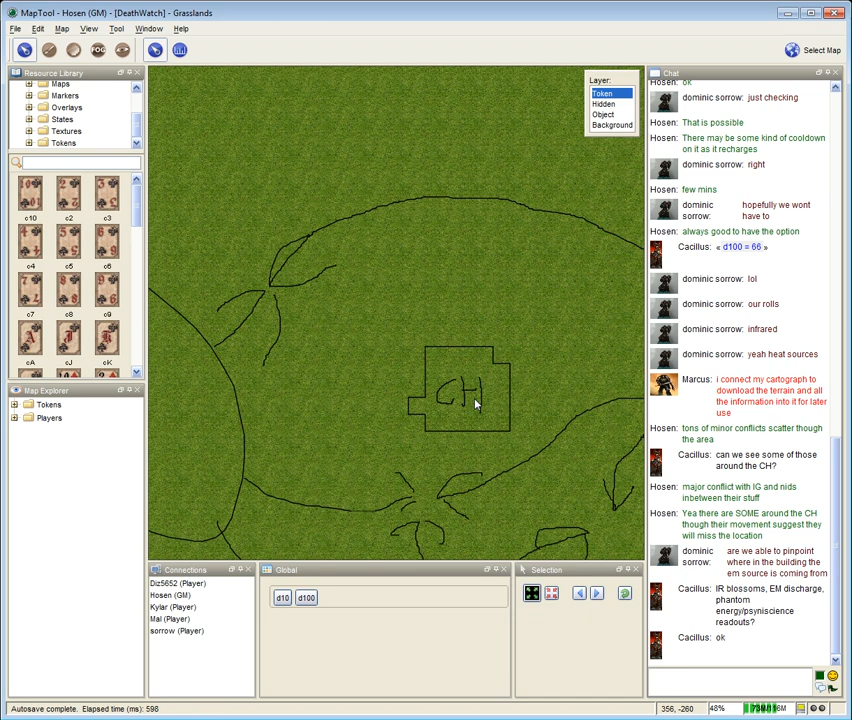 MapTool - Hosen (GM) - [DeathWatch] - Grasslands
File Edit Map View Tool Window Help
FOG
Select Map
Resource Library
Maps
Markers
Overlays
States
Textures
Tokens
c10 c2 c3
c4 c5 c6
c7 c8 c9
cA cJ cK
Map Explorer
Tokens
Players
Layer:
Token
Hidden
Object
Background
CH
Connections
Diz5652 (Player)
Hosen (GM)
Kylar (Player)
Mal (Player)
sorrow (Player)
Global
d10 d100
Selection
Chat
Hosen: ok
dominic sorrow: just checking
Hosen: That is possible
Hosen: There may be some kind of cooldown
on it as it recharges
dominic sorrow: right
Hosen: few mins
dominic sorrow: hopefully we wont
have to
Hosen: always good to have the option
Cacillus: « d100 = 66 »
dominic sorrow: lol
dominic sorrow: our rolls
dominic sorrow: infrared
dominic sorrow: yeah heat sources
Marcus: i connect my cartograph to
download the terrain and all
the information into it for later
use
Hosen: tons of minor conflicts scatter though
the area
Cacillus: can we see some of those
around the CH?
Hosen: major conflict with IG and nids
inbetween their stuff
Hosen: Yea there are SOME around the CH
though their movement suggest they
will miss the location
dominic sorrow: are we able to pinpoint
where in the building the
em source is coming from
Cacillus: IR blossoms, EM discharge,
phantom
energy/psyniscience
readouts?
Cacillus: ok
Autosave complete. Elapsed time (ms): 598
356, -260
48%
73M/116M